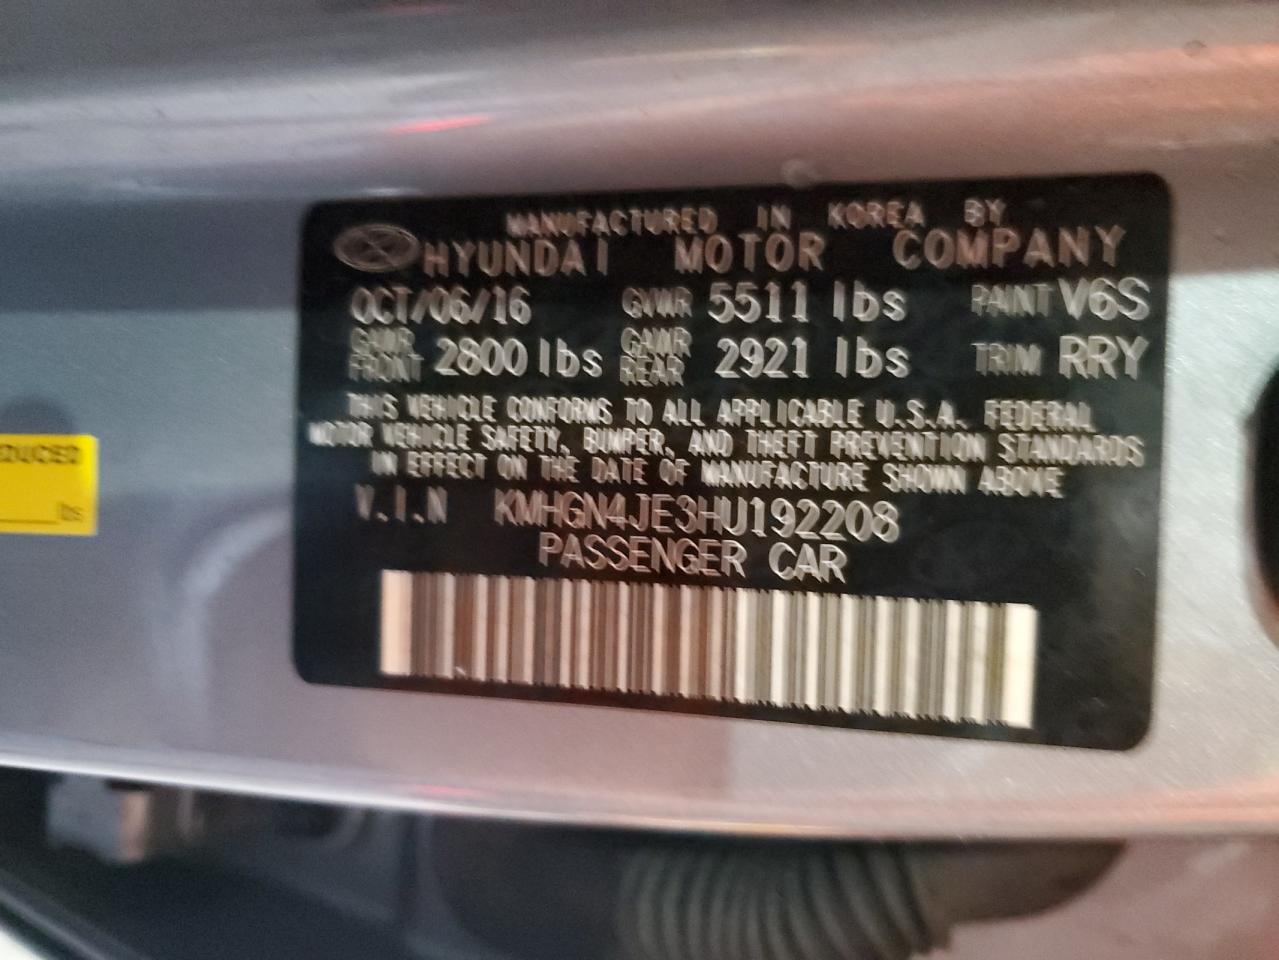 MANUFACTURED IN KOREA BY
HYUNDAI MOTOR COMPANY
OCT/06/16 GVWR 5511 lbs PAINT V6S
GAWR FRONT 2800 lbs GAWR REAR 2921 lbs TRIM RRY
THIS VEHICLE CONFORMS TO ALL APPLICABLE U.S.A. FEDERAL
MOTOR VEHICLE SAFETY, BUMPER, AND THEFT PREVENTION STANDARDS
IN EFFECT ON THE DATE OF MANUFACTURE SHOWN ABOVE
V.I.N KMHGN4JE3HU192208
PASSENGER CAR
EDUCED
lbs